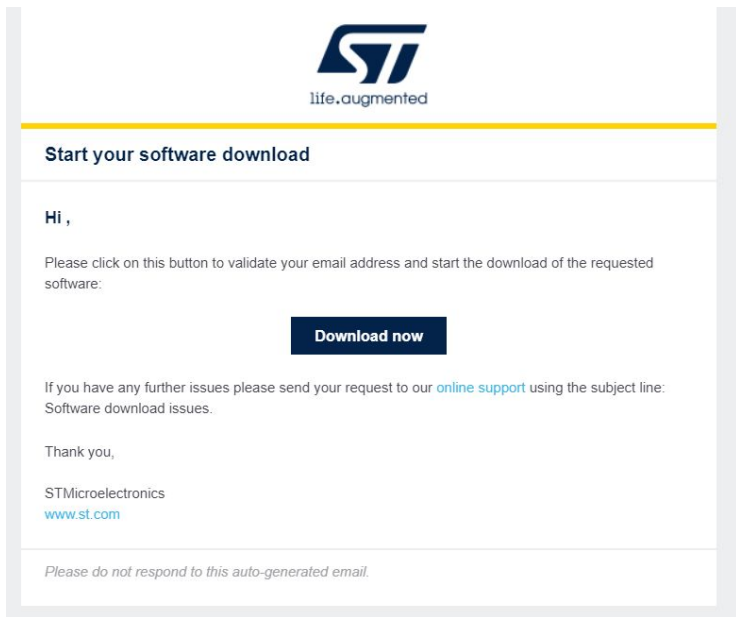 ST
life.augmented
Start your software download
Hi ,
Please click on this button to validate your email address and start the download of the requested
software:
Download now
If you have any further issues please send your request to our online support using the subject line:
Software download issues.
Thank you,
STMicroelectronics
www.st.com
Please do not respond to this auto-generated email.